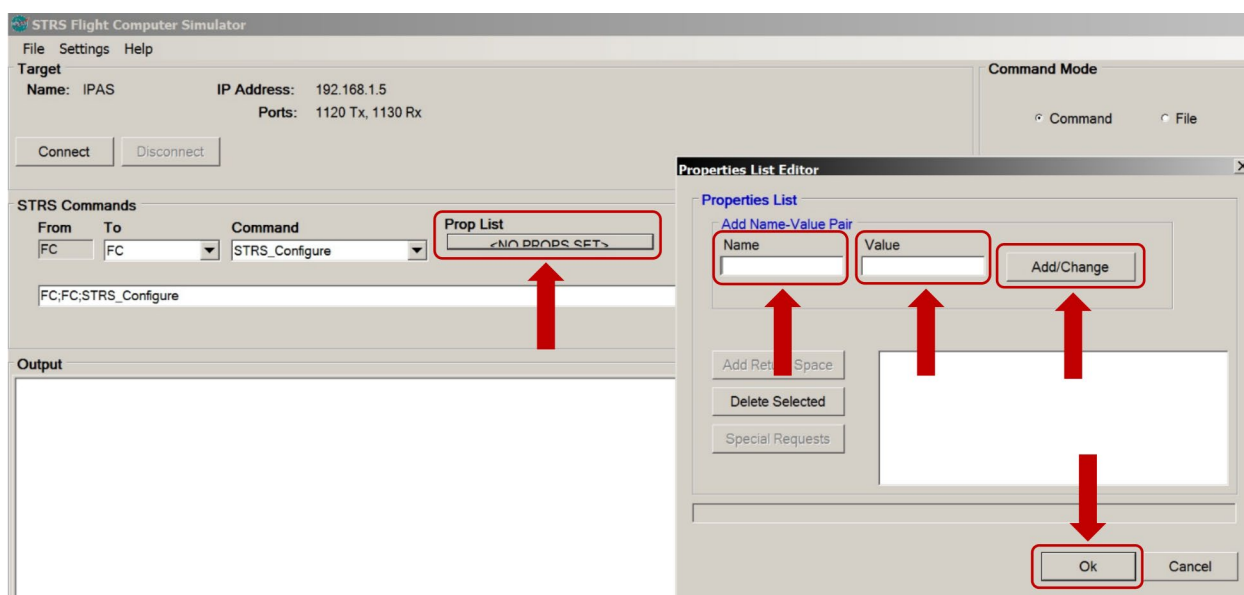 STRS Flight Computer Simulator
File Settings Help
Target
Name: IPAS IP Address: 192.168.1.5
Ports: 1120 Tx, 1130 Rx
Connect Disconnect
Command Mode
Command File
STRS Commands
From To Command Prop List
FC FC STRS_Configure <NO PROPS SET>
FC;FC;STRS_Configure
Output
Properties List Editor
Properties List
Add Name-Value Pair
Name Value
Add/Change
Add Space
Delete Selected
Special Requests
Ok Cancel